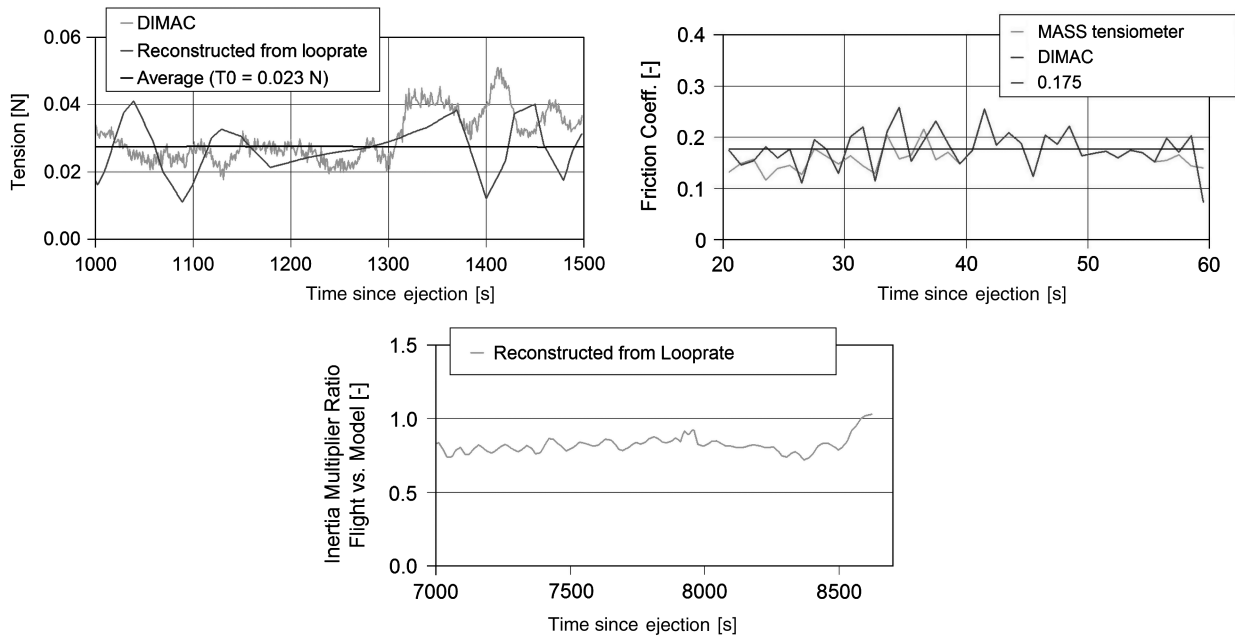 DIMAC
Reconstructed from looprate
Average (T0 = 0.023 N)
Tension [N]
0.06
0.04
0.02
0.00
1000 1100 1200 1300 1400 1500
Time since ejection [s]
MASS tensiometer
DIMAC
0.175
Friction Coeff. [-]
0.4
0.3
0.2
0.1
0
20 30 40 50 60
Time since ejection [s]
Reconstructed from Looprate
Inertia Multiplier Ratio
Flight vs. Model [-]
1.5
1.0
0.5
0.0
7000 7500 8000 8500
Time since ejection [s]